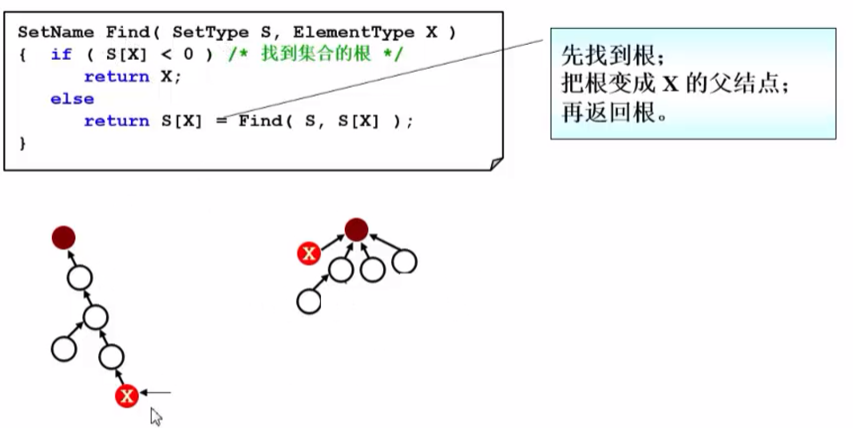 SetName Find( SetType S, ElementType X )
{ if ( S[X] < 0 ) /* 找到集合的根 */
return X;
else
return S[X] = Find( S, S[X] );
}
先找到根；
把根变成 X 的父结点；
再返回根。
X
X